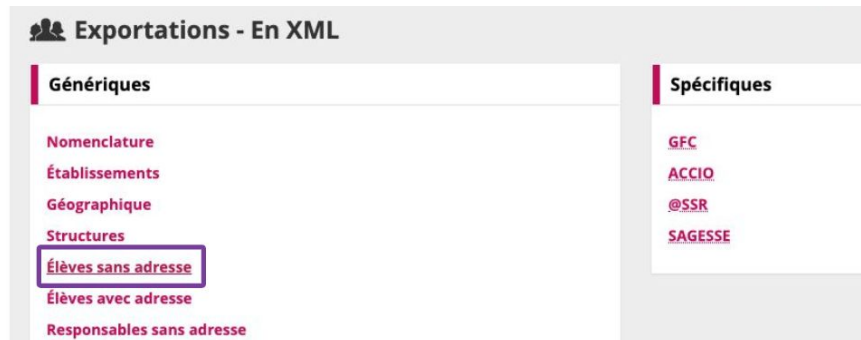 Exportations - En XML
Génériques
Nomenclature
Établissements
Géographique
Structures
Élèves sans adresse
Élèves avec adresse
Responsables sans adresse
Spécifiques
GFC
ACCIO
@SSR
SAGESSE